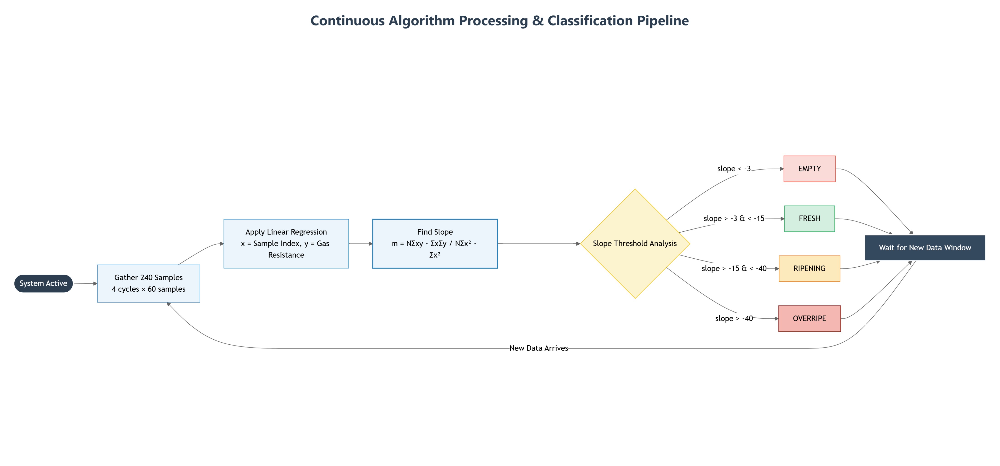 Continuous Algorithm Processing & Classification Pipeline
System Active
Gather 240 Samples
4 cycles × 60 samples
Apply Linear Regression
x = Sample Index, y = Gas
Resistance
Find Slope
m = NΣxy - ΣxΣy / NΣx² -
Σx²
Slope Threshold Analysis
slope < -3
EMPTY
slope > -3 & < -15
FRESH
slope > -15 & < -40
RIPENING
slope > -40
OVERRIPE
Wait for New Data Window
New Data Arrives